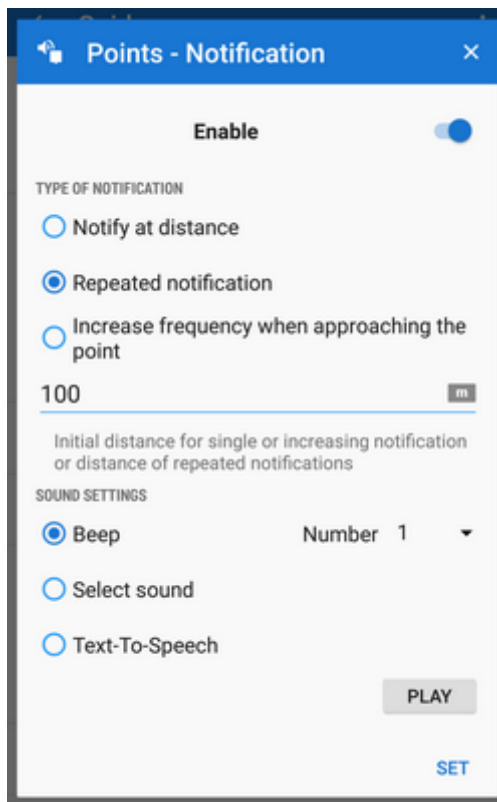 Points - Notification
Enable
TYPE OF NOTIFICATION
Notify at distance
Repeated notification
Increase frequency when approaching the
point
100 m
Initial distance for single or increasing notification
or distance of repeated notifications
SOUND SETTINGS
Beep Number 1
Select sound
Text-To-Speech
PLAY
SET